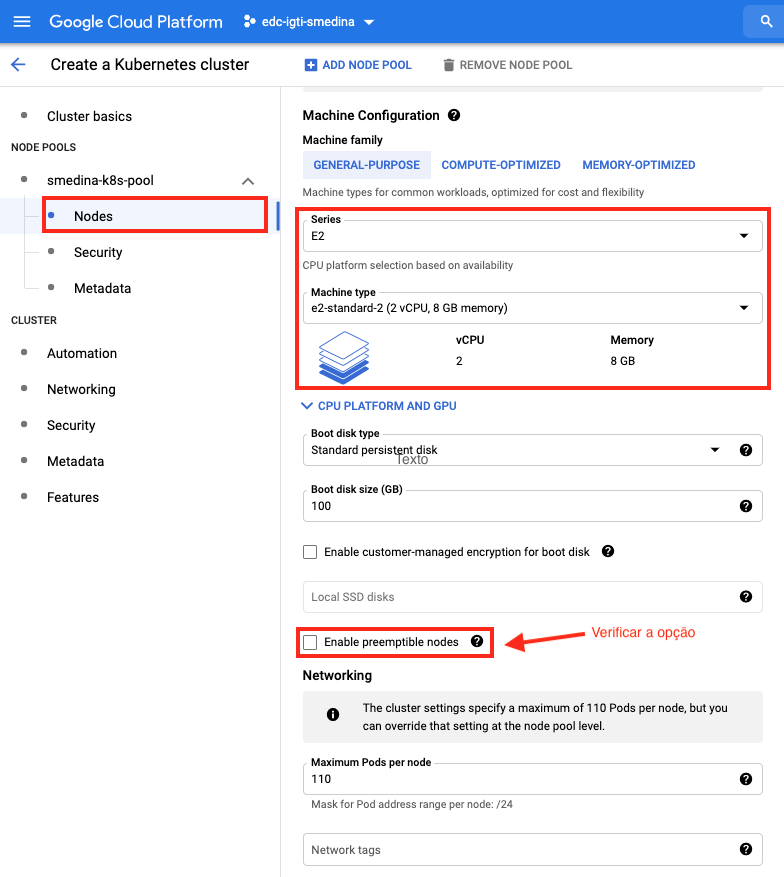 Google Cloud Platform
edc-igti-smedina
Create a Kubernetes cluster
ADD NODE POOL
REMOVE NODE POOL
Cluster basics
NODE POOLS
smedina-k8s-pool
Nodes
Security
Metadata
CLUSTER
Automation
Networking
Security
Metadata
Features
Machine Configuration
Machine family
GENERAL-PURPOSE
COMPUTE-OPTIMIZED
MEMORY-OPTIMIZED
Machine types for common workloads, optimized for cost and flexibility
Series
E2
CPU platform selection based on availability
Machine type
e2-standard-2 (2 vCPU, 8 GB memory)
vCPU
Memory
2
8 GB
CPU PLATFORM AND GPU
Boot disk type
Standard persistent disk
Texto
Boot disk size (GB)
100
Enable customer-managed encryption for boot disk
Local SSD disks
Enable preemptible nodes
Verificar a opção
Networking
The cluster settings specify a maximum of 110 Pods per node, but you
can override that setting at the node pool level.
Maximum Pods per node
110
Mask for Pod address range per node: /24
Network tags